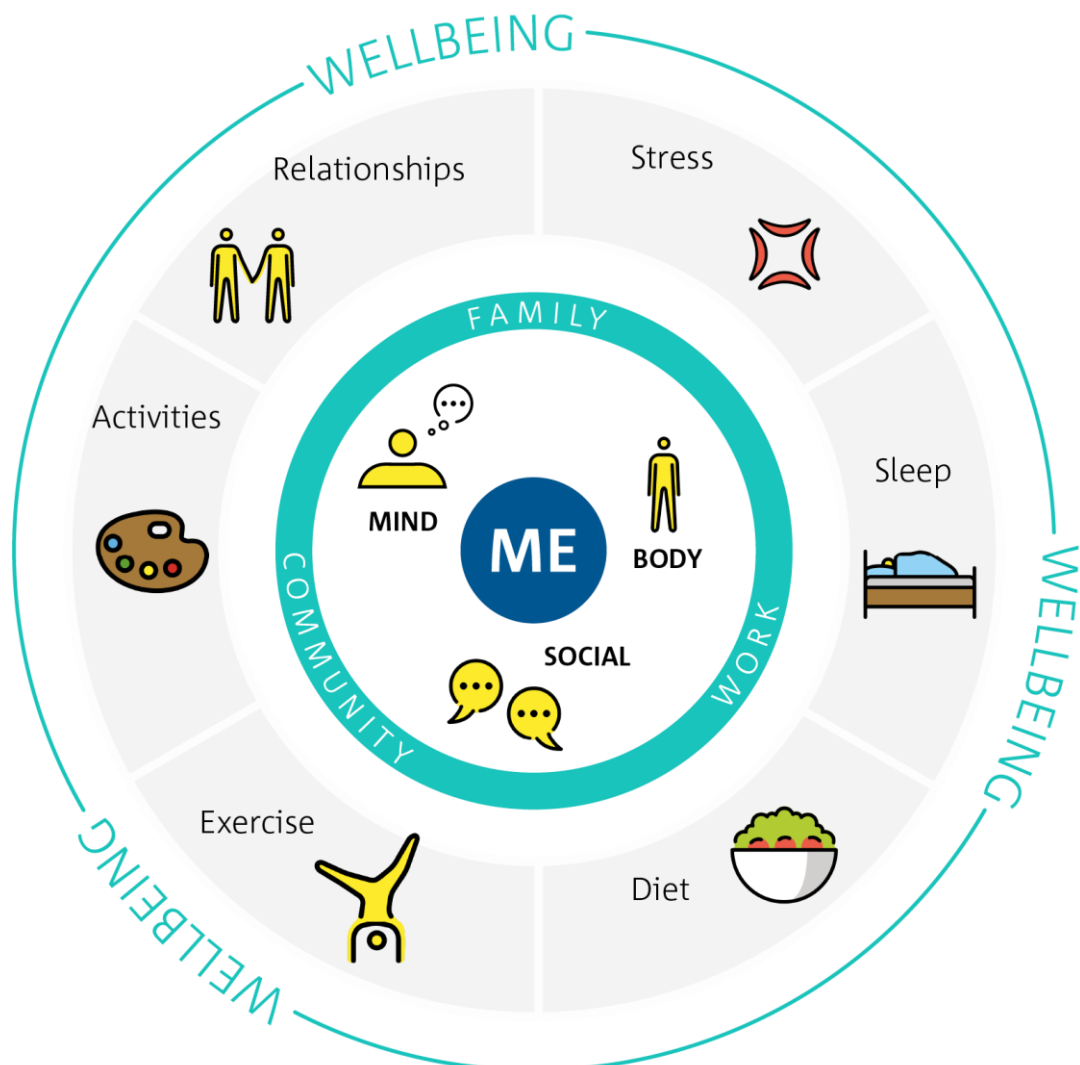 WELLBEING
Relationships
Stress
Activities
Sleep
Exercise
Diet
FAMILY
COMMUNITY
WORK
MIND
BODY
SOCIAL
ME
WELLBEING
WELLBEING